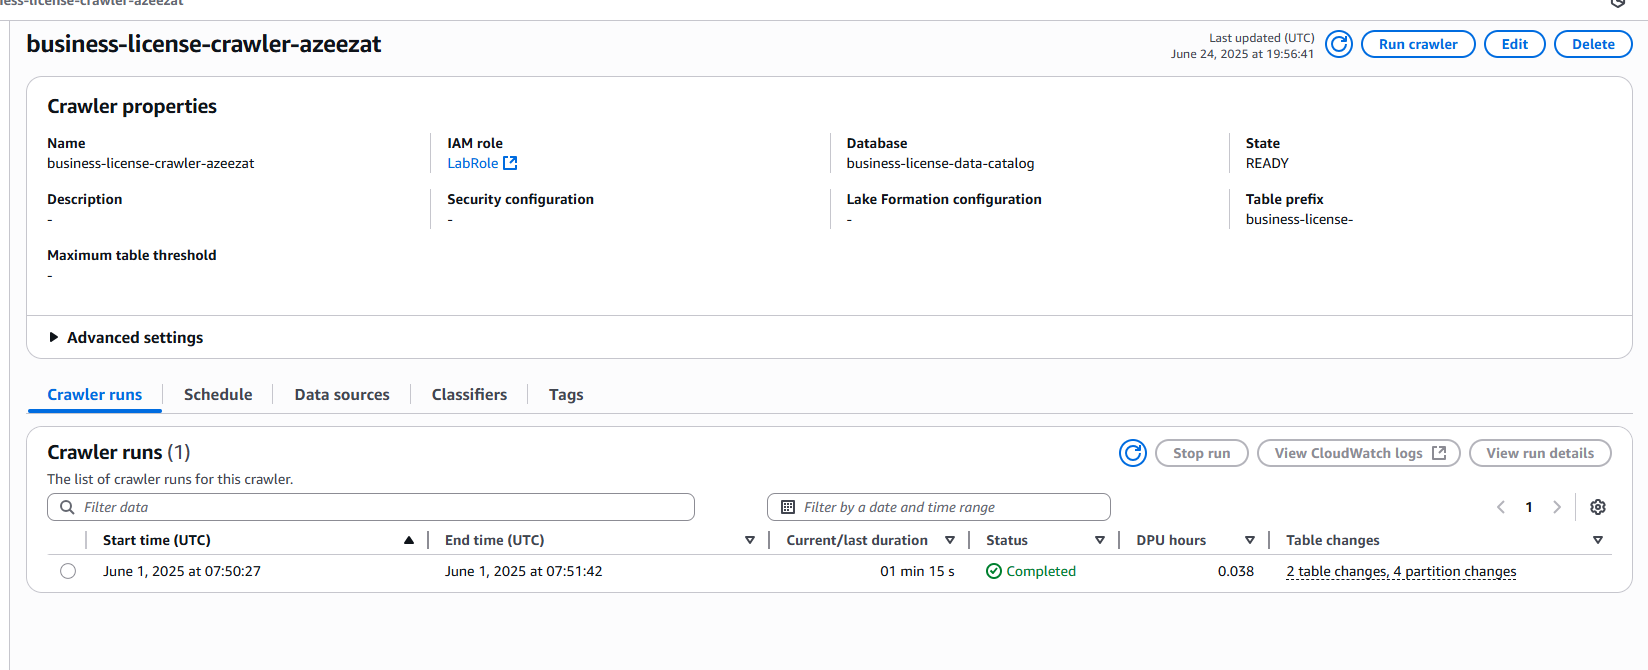 ness-license-crawler-azeezat
business-license-crawler-azeezat
Last updated (UTC)
June 24, 2025 at 19:56:41
Run crawler
Edit
Delete
Crawler properties
Name
business-license-crawler-azeezat
IAM role
LabRole
Database
business-license-data-catalog
State
READY
Description
-
Security configuration
-
Lake Formation configuration
-
Table prefix
business-license-
Maximum table threshold
-
Advanced settings
Crawler runs
Schedule
Data sources
Classifiers
Tags
Crawler runs (1)
The list of crawler runs for this crawler.
Stop run
View CloudWatch logs
View run details
Filter data
Filter by a date and time range
1
Start time (UTC)
End time (UTC)
Current/last duration
Status
DPU hours
Table changes
June 1, 2025 at 07:50:27
June 1, 2025 at 07:51:42
01 min 15 s
Completed
0.038
2 table changes, 4 partition changes